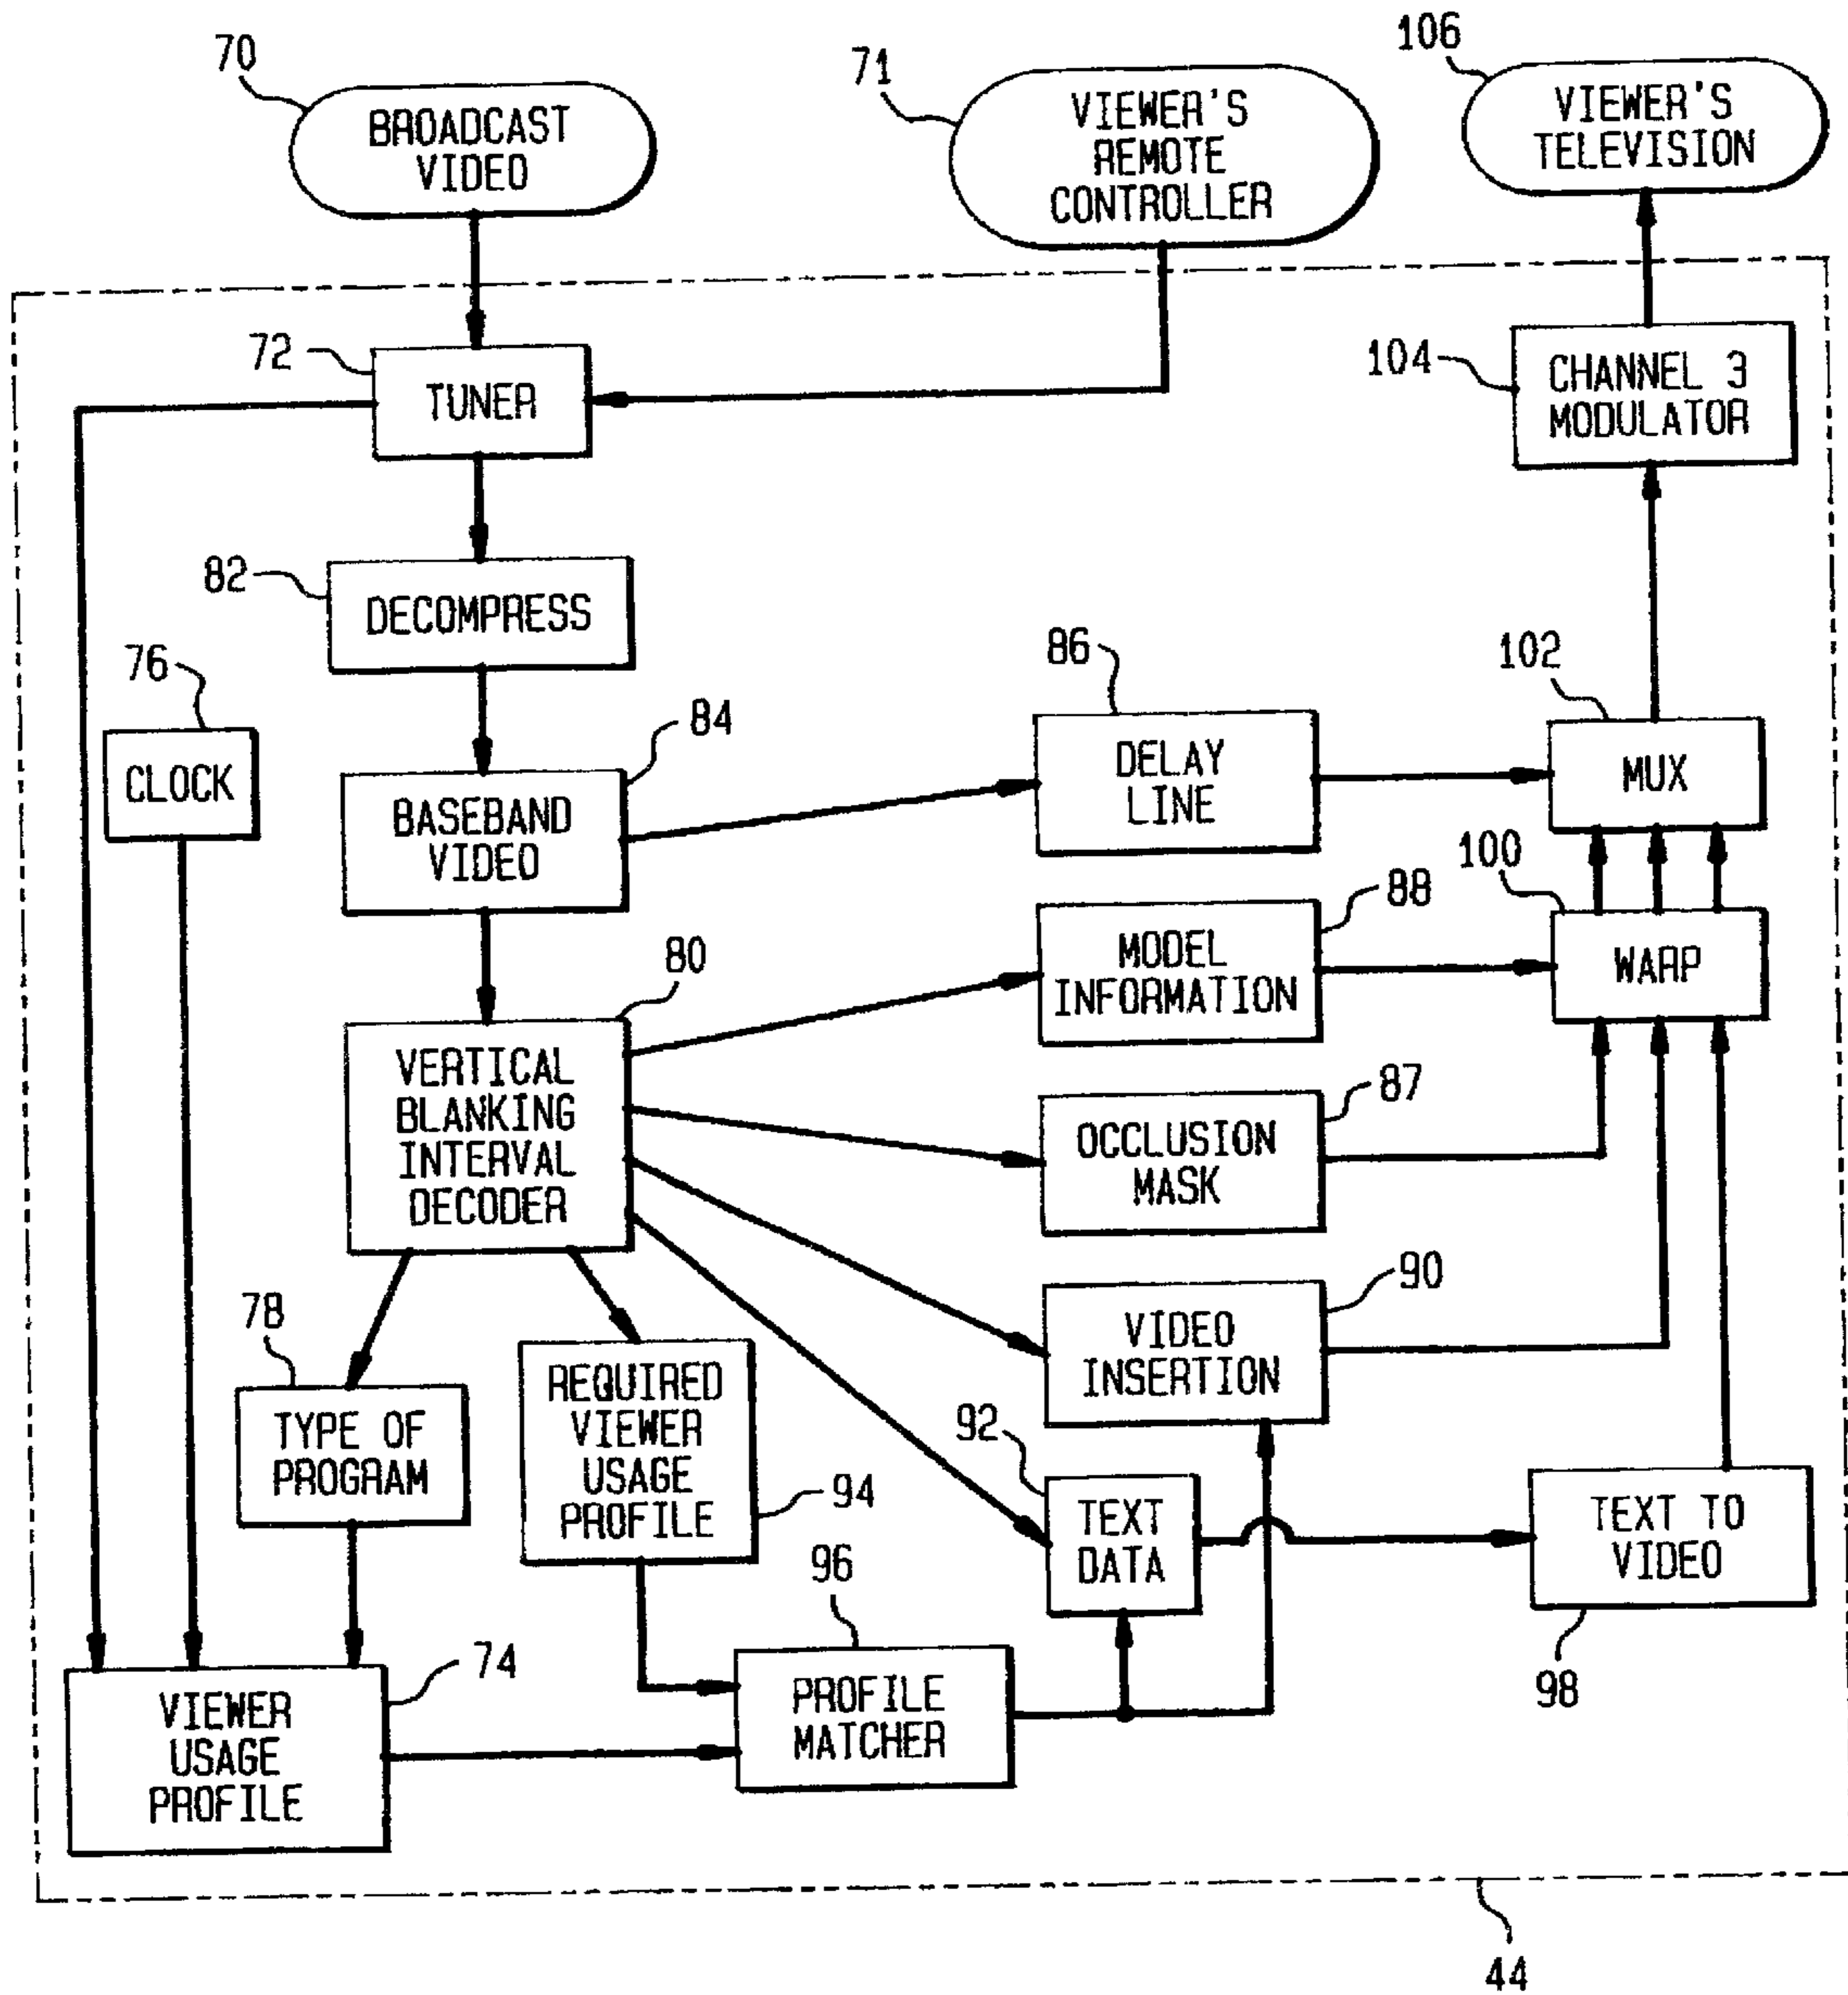 70
BROADCAST
VIDEO
71
VIEWER'S
REMOTE
CONTROLLER
106
VIEWER'S
TELEVISION
72
TUNER
104
CHANNEL 3
MODULATOR
82
DECOMPRESS
76
CLOCK
84
BASEBAND
VIDEO
86
DELAY
LINE
102
MUX
88
MODEL
INFORMATION
100
WARP
80
VERTICAL
BLANKING
INTERVAL
DECODER
87
OCCLUSION
MASK
90
VIDEO
INSERTION
78
TYPE OF
PROGRAM
REQUIRED
VIEWER
USAGE
PROFILE
94
92
TEXT
DATA
TEXT TO
VIDEO
98
96
PROFILE
MATCHER
74
VIEWER
USAGE
PROFILE
44